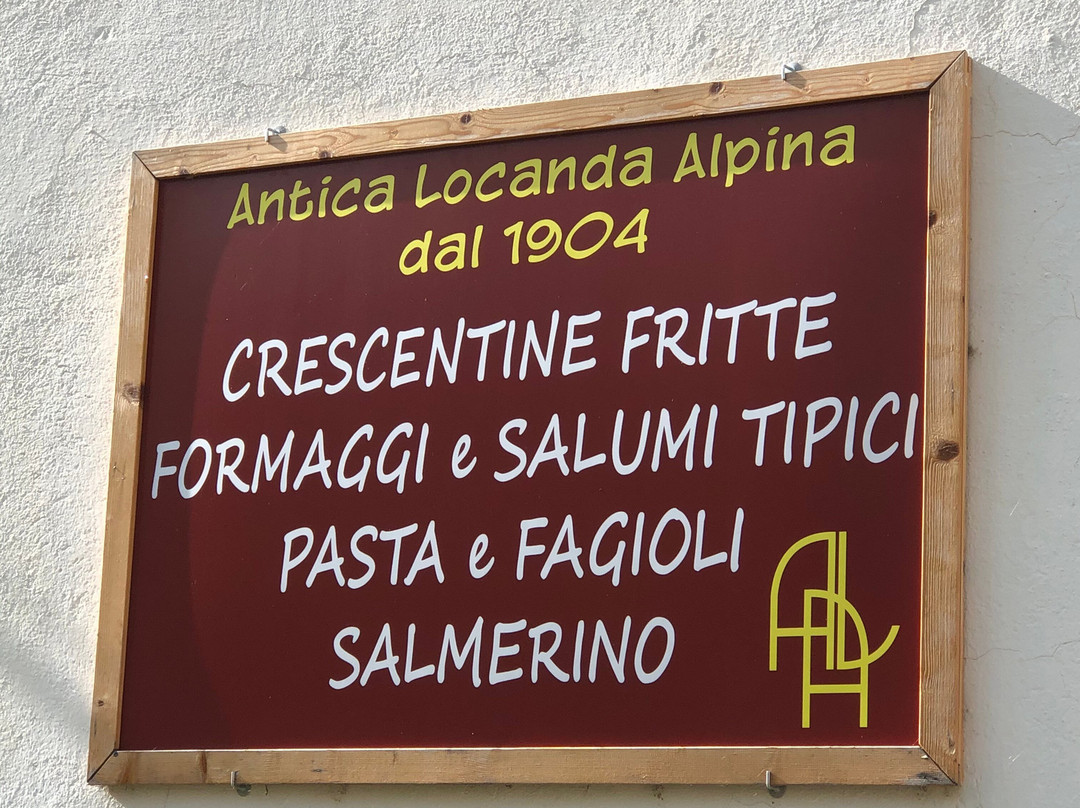 Antica Locanda Alpina
dal 1904
CRESCENTINE FRITTE
FORMAGGI e SALUMI TIPICI
PASTA e FAGIOLI
SALMERINO